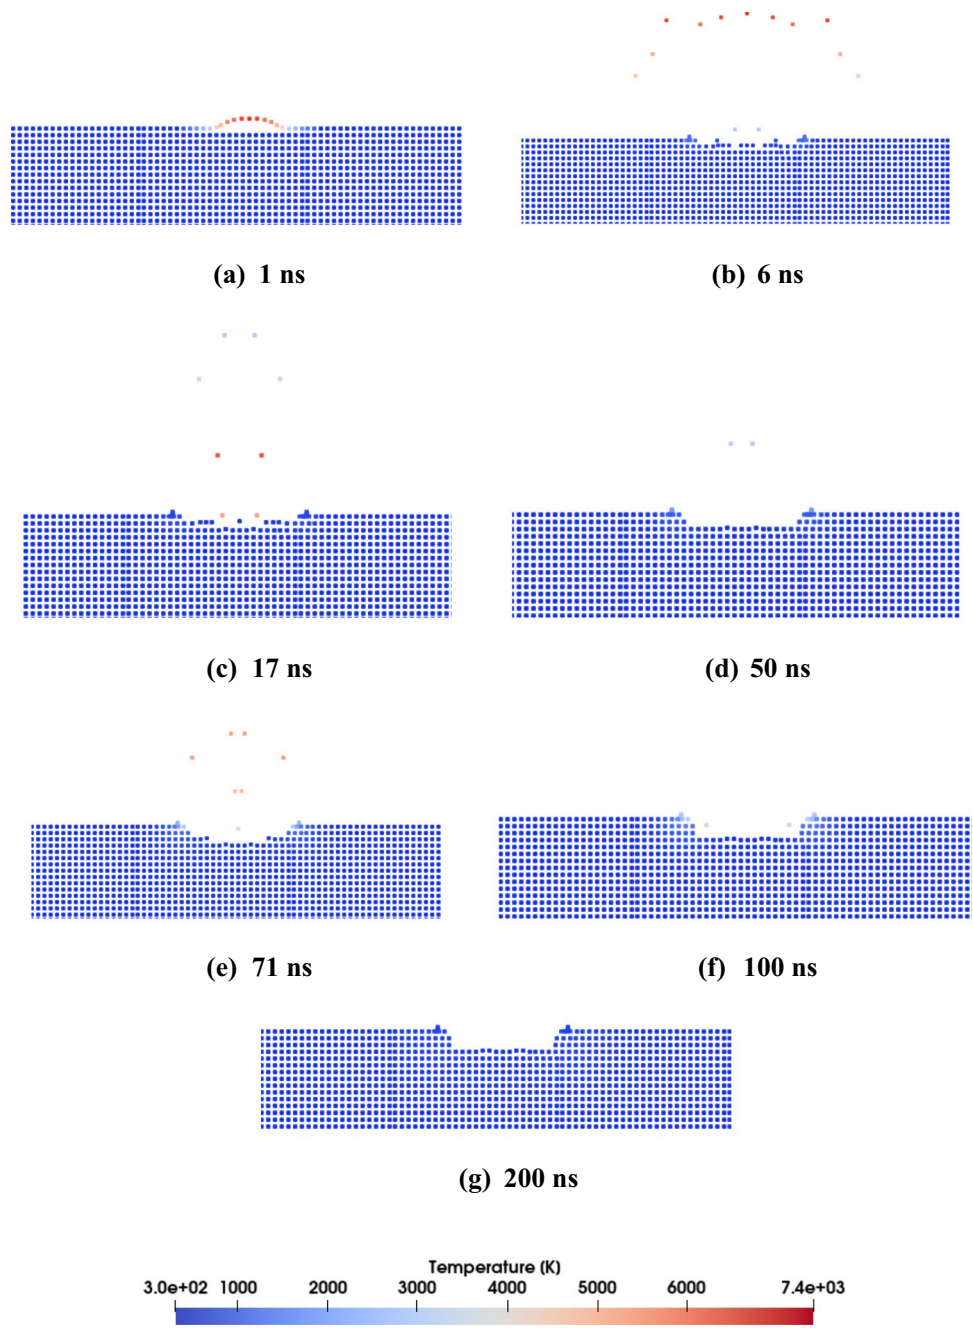 (a) 1 ns
(b) 6 ns
(c) 17 ns
(d) 50 ns
(e) 71 ns
(f) 100 ns
(g) 200 ns
Temperature (K)
3.0e+02 1000 2000 3000 4000 5000 6000 7.4e+03